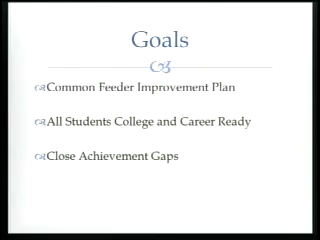 Goals
Common Feeder Improvement Plan
All Students College and Career Ready
Close Achievement Gaps